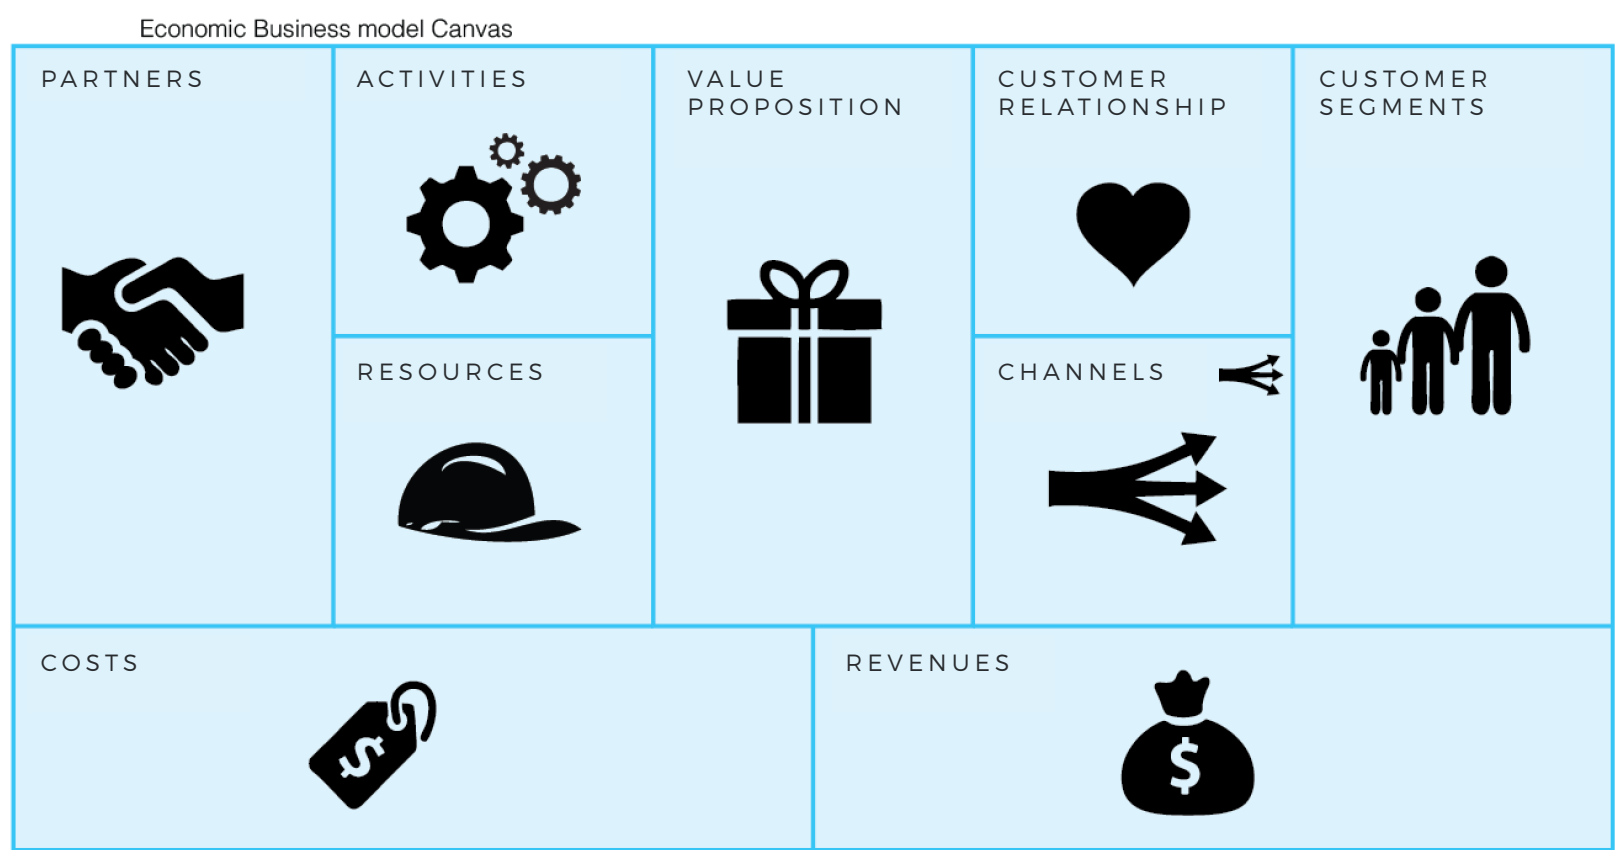 Economic Business model Canvas
PARTNERS
ACTIVITIES
VALUE
PROPOSITION
CUSTOMER
RELATIONSHIP
CUSTOMER
SEGMENTS
RESOURCES
CHANNELS
COSTS
$
REVENUES
$